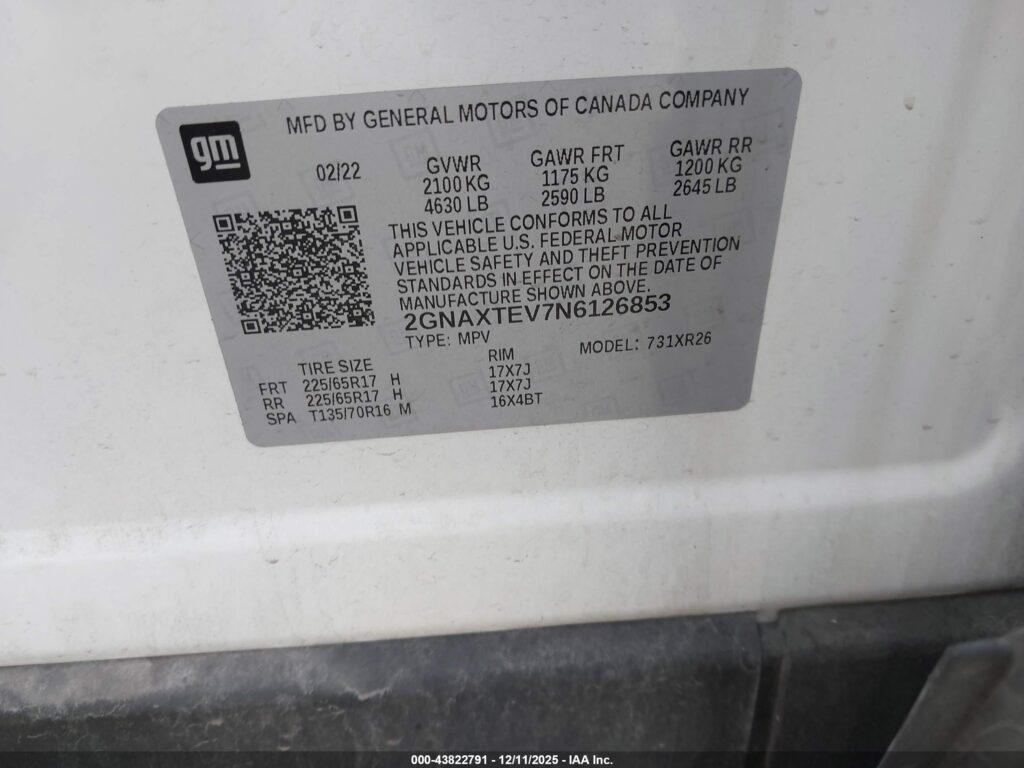 MFD BY GENERAL MOTORS OF CANADA COMPANY
gm
02/22 GVWR GAWR FRT GAWR RR
2100 KG 1175 KG 1200 KG
4630 LB 2590 LB 2645 LB
THIS VEHICLE CONFORMS TO ALL
APPLICABLE U.S. FEDERAL MOTOR
VEHICLE SAFETY AND THEFT PREVENTION
STANDARDS IN EFFECT ON THE DATE OF
MANUFACTURE SHOWN ABOVE.
2GNAXTEV7N6126853
TYPE: MPV MODEL: 731XR26
TIRE SIZE RIM
FRT 225/65R17 H 17X7J
RR 225/65R17 H 17X7J
SPA T135/70R16 M 16X4BT
000-43822791 - 12/11/2025 - IAA Inc.